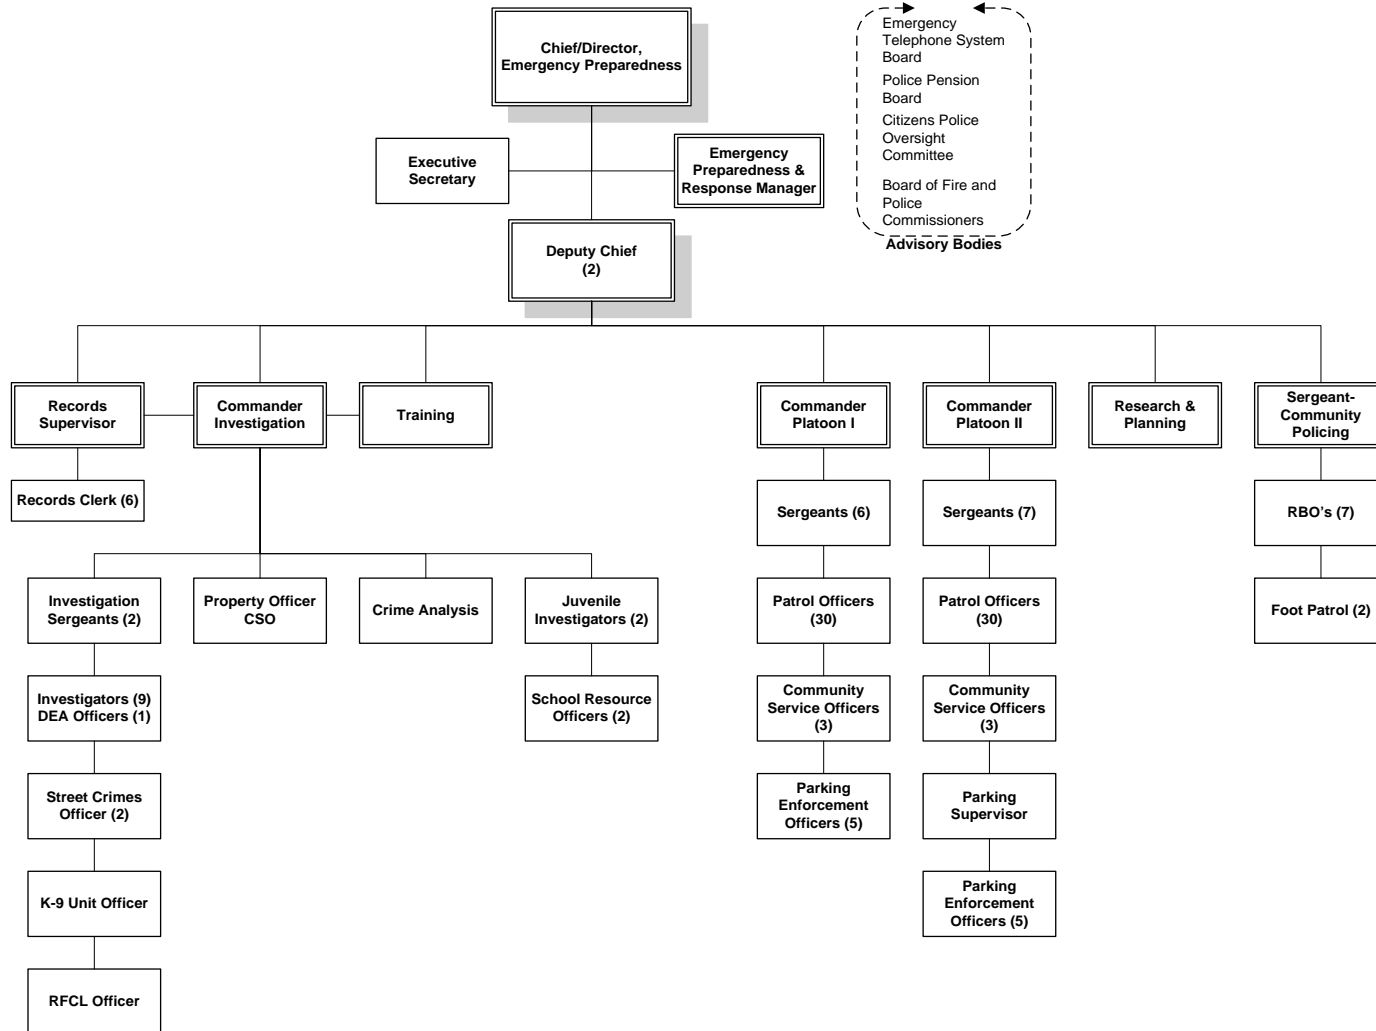 Chief/Director,
Emergency Preparedness
Emergency
Telephone System
Board
Police Pension
Board
Citizens Police
Oversight
Committee
Board of Fire and
Police
Commissioners
Advisory Bodies
Executive
Secretary
Emergency
Preparedness &
Response Manager
Deputy Chief
(2)
Records
Supervisor
Commander
Investigation
Training
Commander
Platoon I
Commander
Platoon II
Research &
Planning
Sergeant-
Community
Policing
Records Clerk (6)
Sergeants (6)
Sergeants (7)
RBO's (7)
Investigation
Sergeants (2)
Property Officer
CSO
Crime Analysis
Juvenile
Investigators (2)
Patrol Officers
(30)
Patrol Officers
(30)
Foot Patrol (2)
Investigators (9)
DEA Officers (1)
School Resource
Officers (2)
Community
Service Officers
(3)
Community
Service Officers
(3)
Street Crimes
Officer (2)
Parking
Enforcement
Officers (5)
Parking
Supervisor
K-9 Unit Officer
Parking
Enforcement
Officers (5)
RFCL Officer